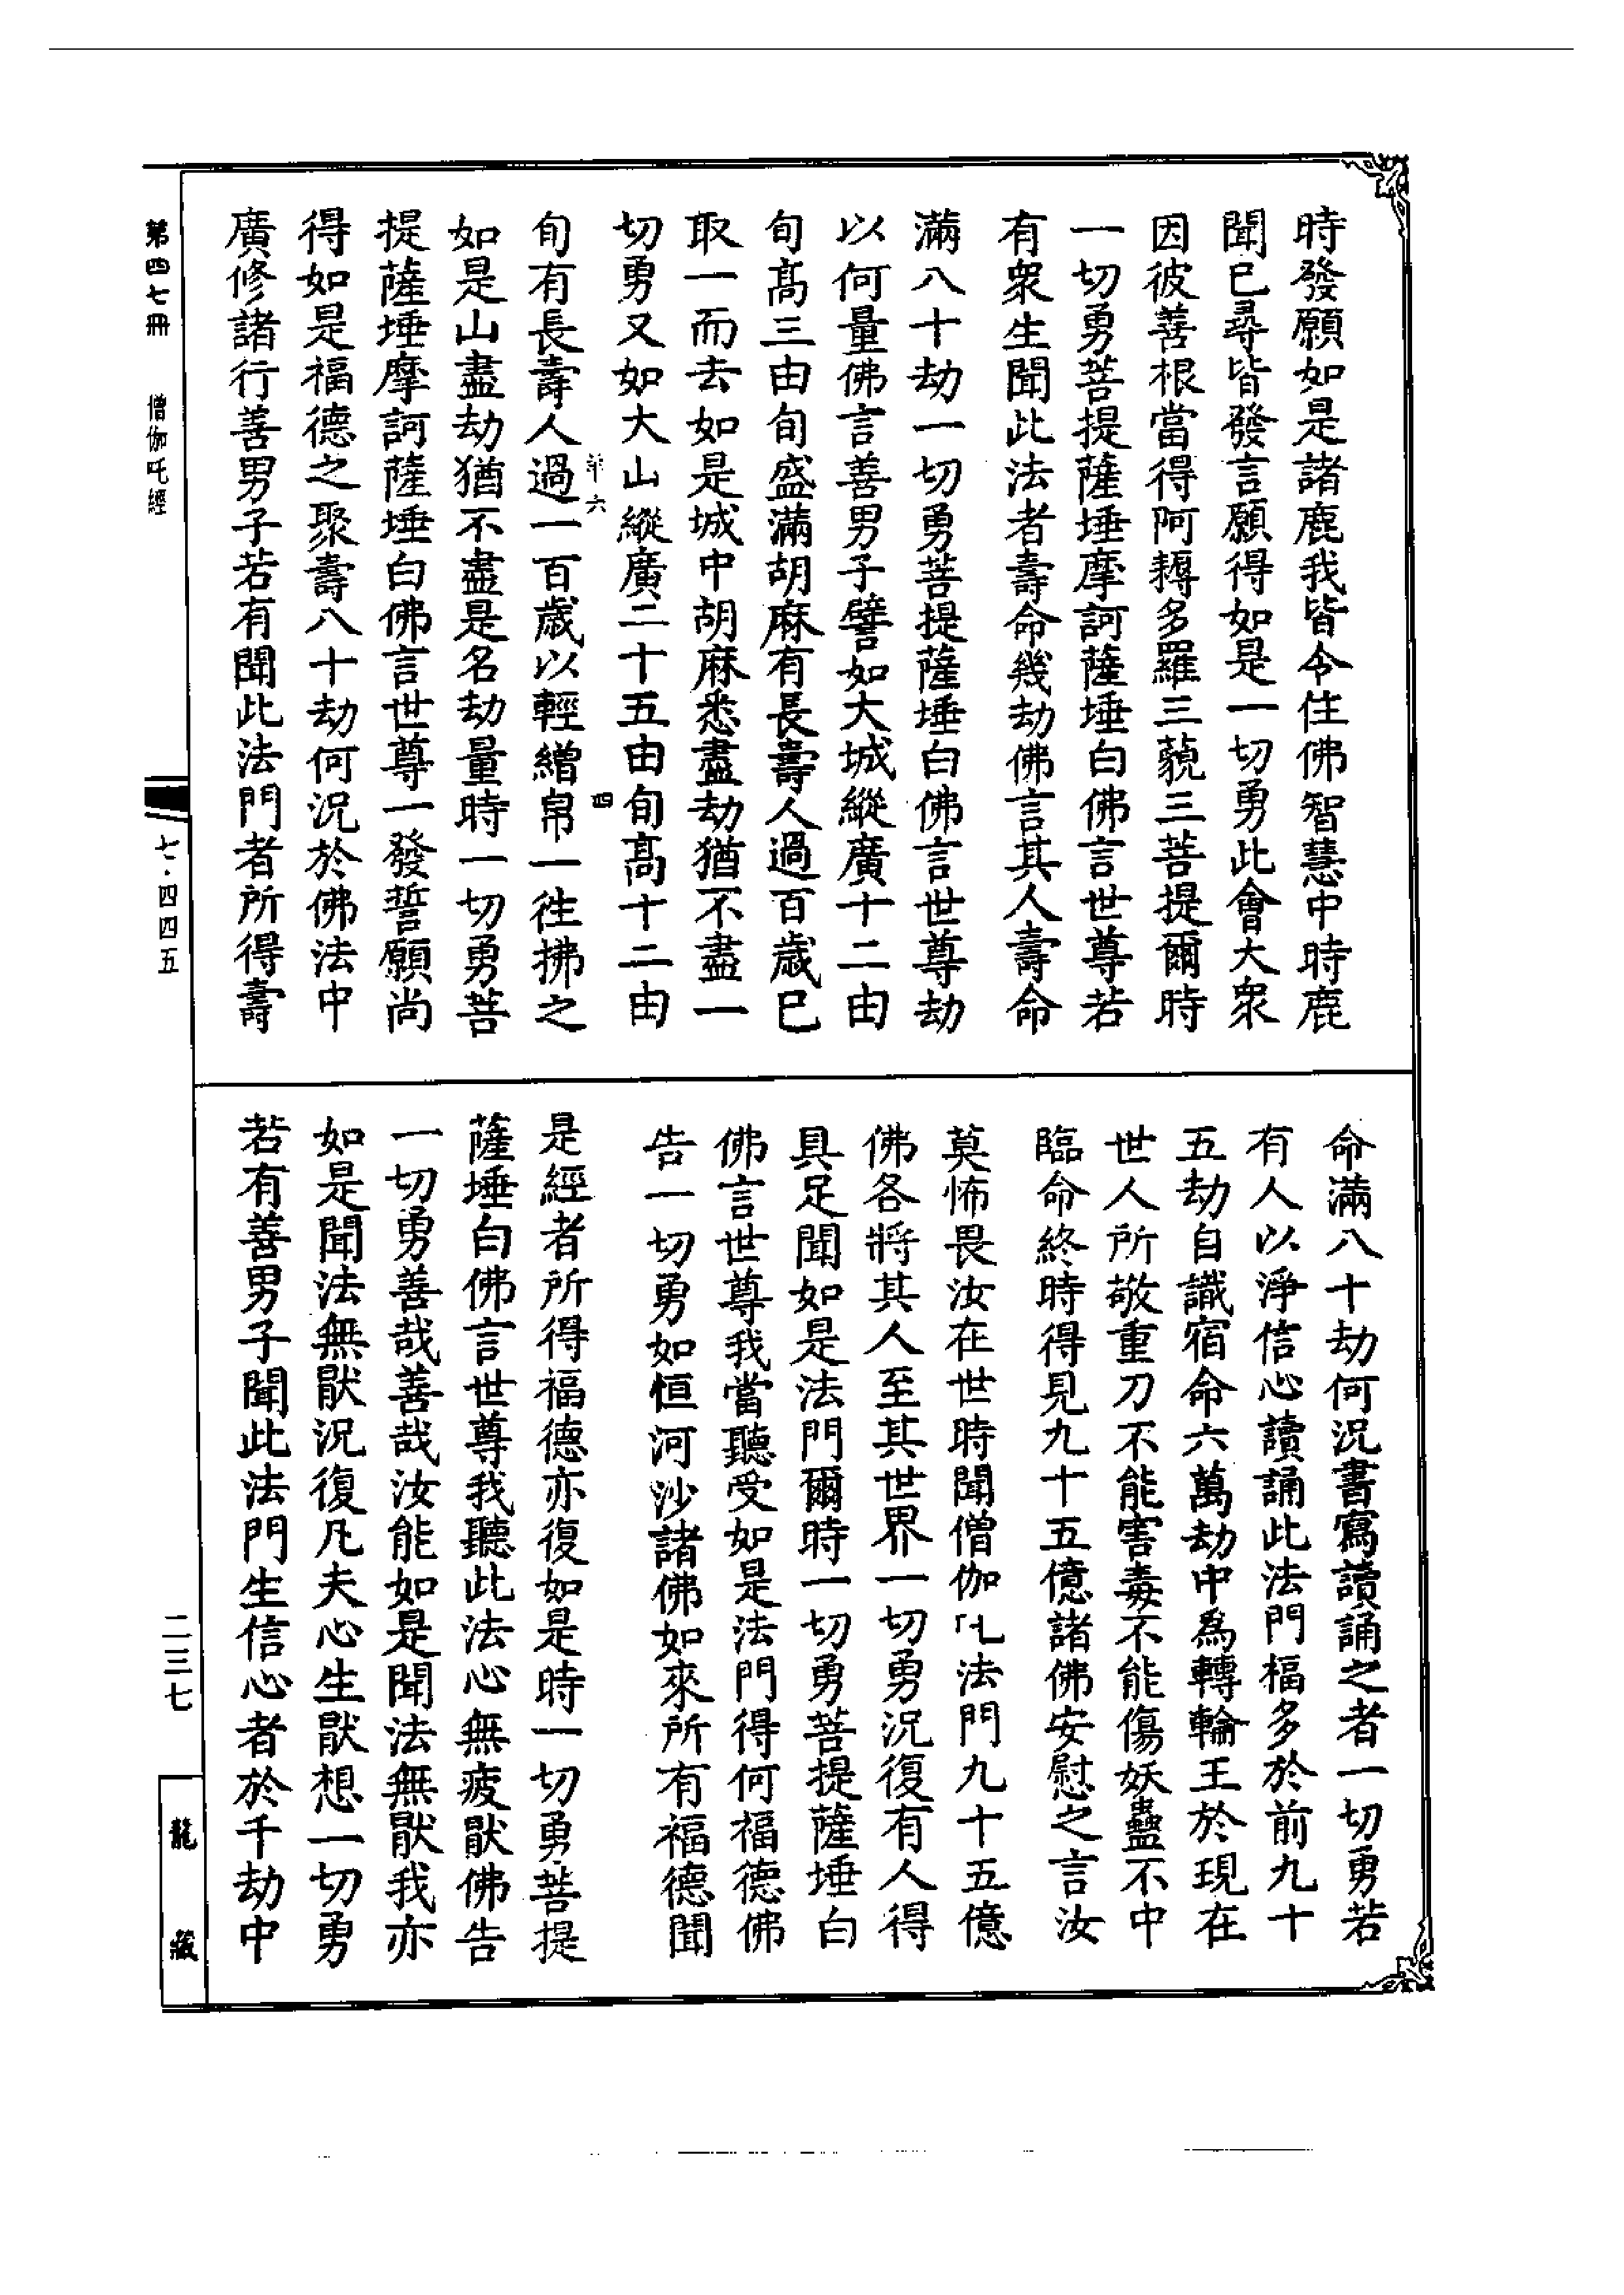 時發願如是諸鹿我皆令住佛智慧中時鹿
聞已尋皆發言願得如是一切勇此會大衆
因彼善根當得阿耨多羅三藐三菩提爾時
一切勇菩提薩埵摩訶薩埵白佛言世尊若
有衆生聞此法者壽命幾劫佛言其人壽命
滿八十劫一切勇菩提薩埵白佛言世尊劫
以何量佛言善男子譬如大城縱廣十二由
旬高三由旬盛滿胡麻有長壽人過百歲已
取一而去如是城中胡麻悉盡劫猶不盡一
切勇又如大山縱廣二十五由旬高十二由
旬有長壽人過一百歲以輕繒帛一往拂之
如是山盡劫猶不盡是名劫量時一切勇菩
提薩埵摩訶薩埵白佛言世尊一發誓願尚
得如是福德之聚壽八十劫何況於佛法中
廣修諸行善男子若有聞此法門者所得壽
命滿八十劫何況書寫讀誦之者一切勇若
有人以淨信心讀誦此法門福多於前九十
五劫自識宿命六萬劫中為轉輪王於現在
世人所敬重刀不能害毒不能傷妖蠱不中
臨命終時得見九十五億諸佛安慰之言汝
莫怖畏汝在世時聞僧伽吒法門九十五億
佛各將其人至其世界一切勇況復有人得
具足聞如是法門爾時一切勇菩提薩埵白
佛言世尊我當聽受如是法門得何福德佛
告一切勇如恒河沙諸佛如來所有福德聞
是經者所得福德亦復如是時一切勇菩提
薩埵白佛言世尊我聽此法心無疲猒佛告
一切勇善哉善哉汝能如是聞法無猒我亦
如是聞法無猒況復凡夫心生猒想一切勇
若有善男子聞此法門生信心者於千劫中
第四七冊 僧伽吒經
七·四四五
二三七
龍藏
六
四